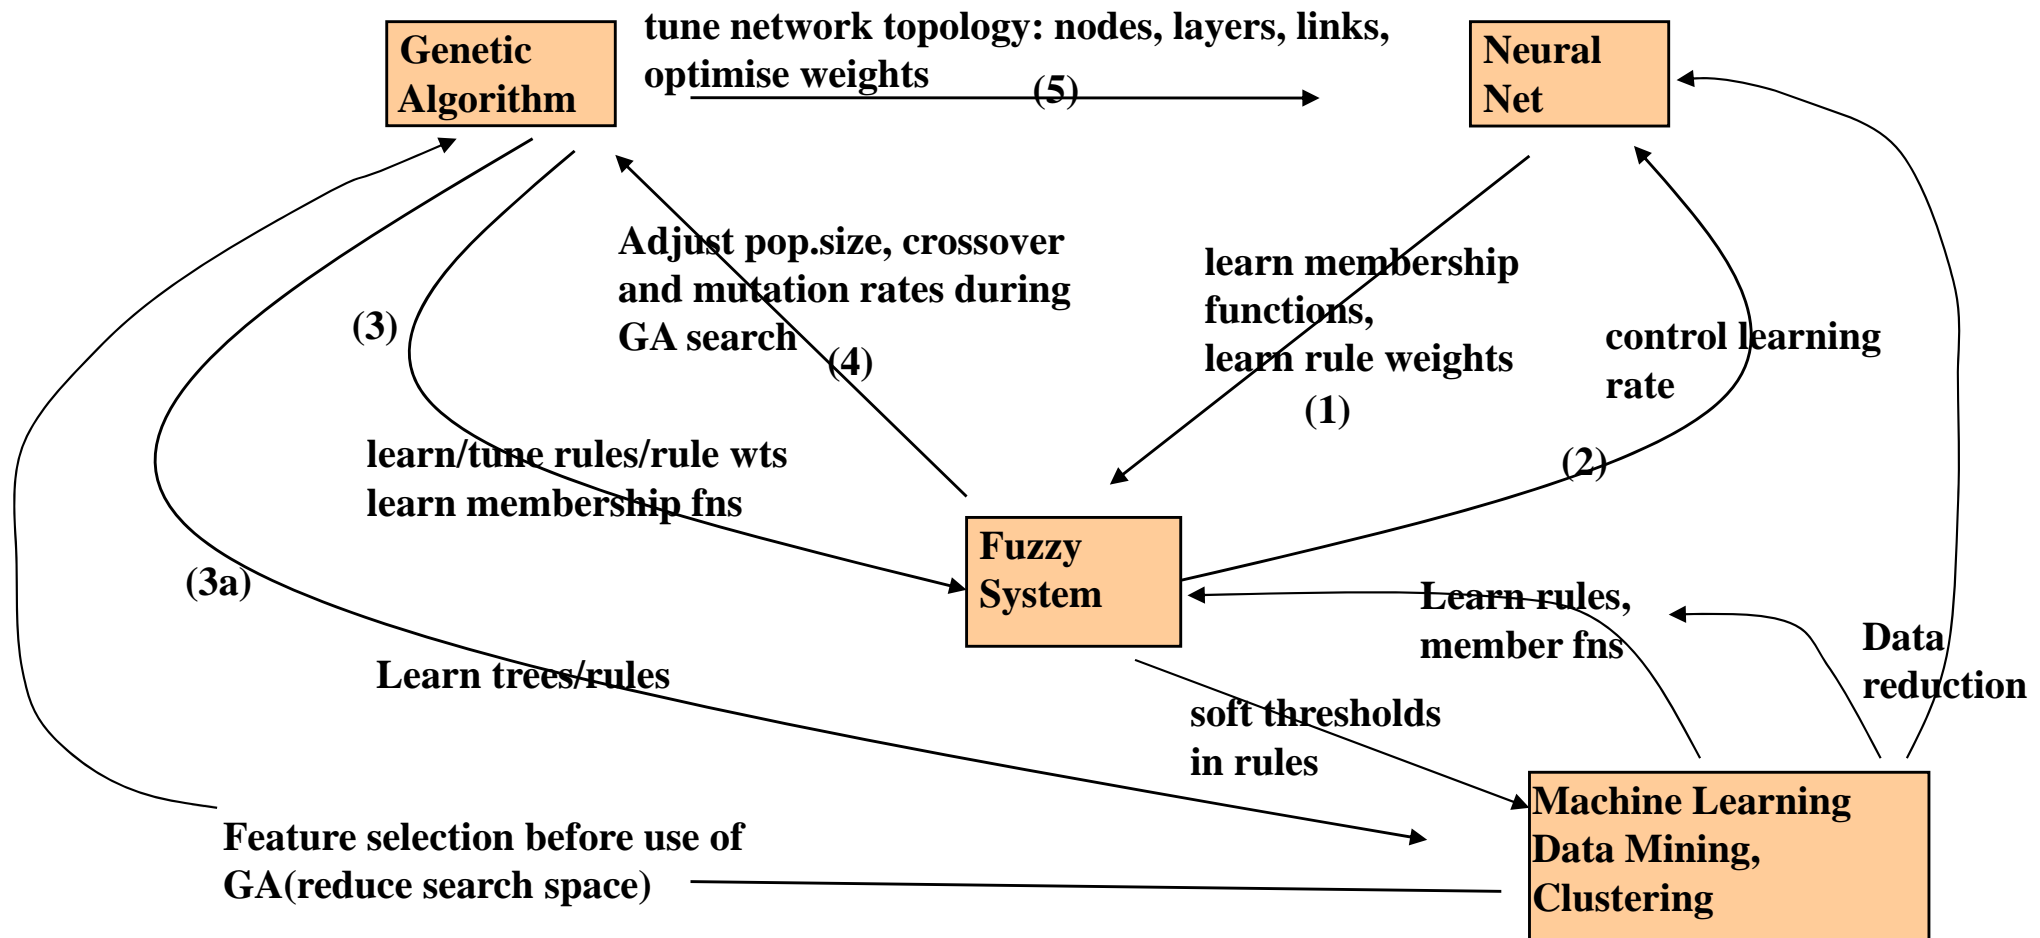 Genetic
Algorithm
tune network topology: nodes, layers, links,
optimise weights
(5)
Neural
Net
Adjust pop.size, crossover
and mutation rates during
GA search
(4)
learn membership
functions,
learn rule weights
(1)
control learning
rate
(2)
(3)
learn/tune rules/rule wts
learn membership fns
(3a)
Fuzzy
System
Learn rules,
member fns
Data
reduction
Learn trees/rules
soft thresholds
in rules
Machine Learning
Data Mining,
Clustering
Feature selection before use of
GA(reduce search space)